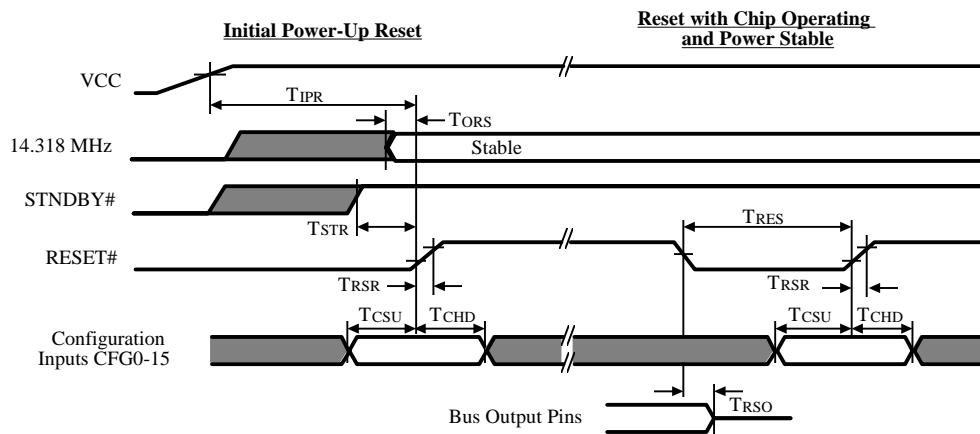 Initial Power-Up Reset
Reset with Chip Operating
and Power Stable
VCC
TIPR
TORS
14.318 MHz
Stable
STNDBY#
TSTR
TRES
RESET#
TRSR
TRSR
TCSU
TCHD
TCSU
TCHD
Configuration
Inputs CFG0-15
TRSO
Bus Output Pins